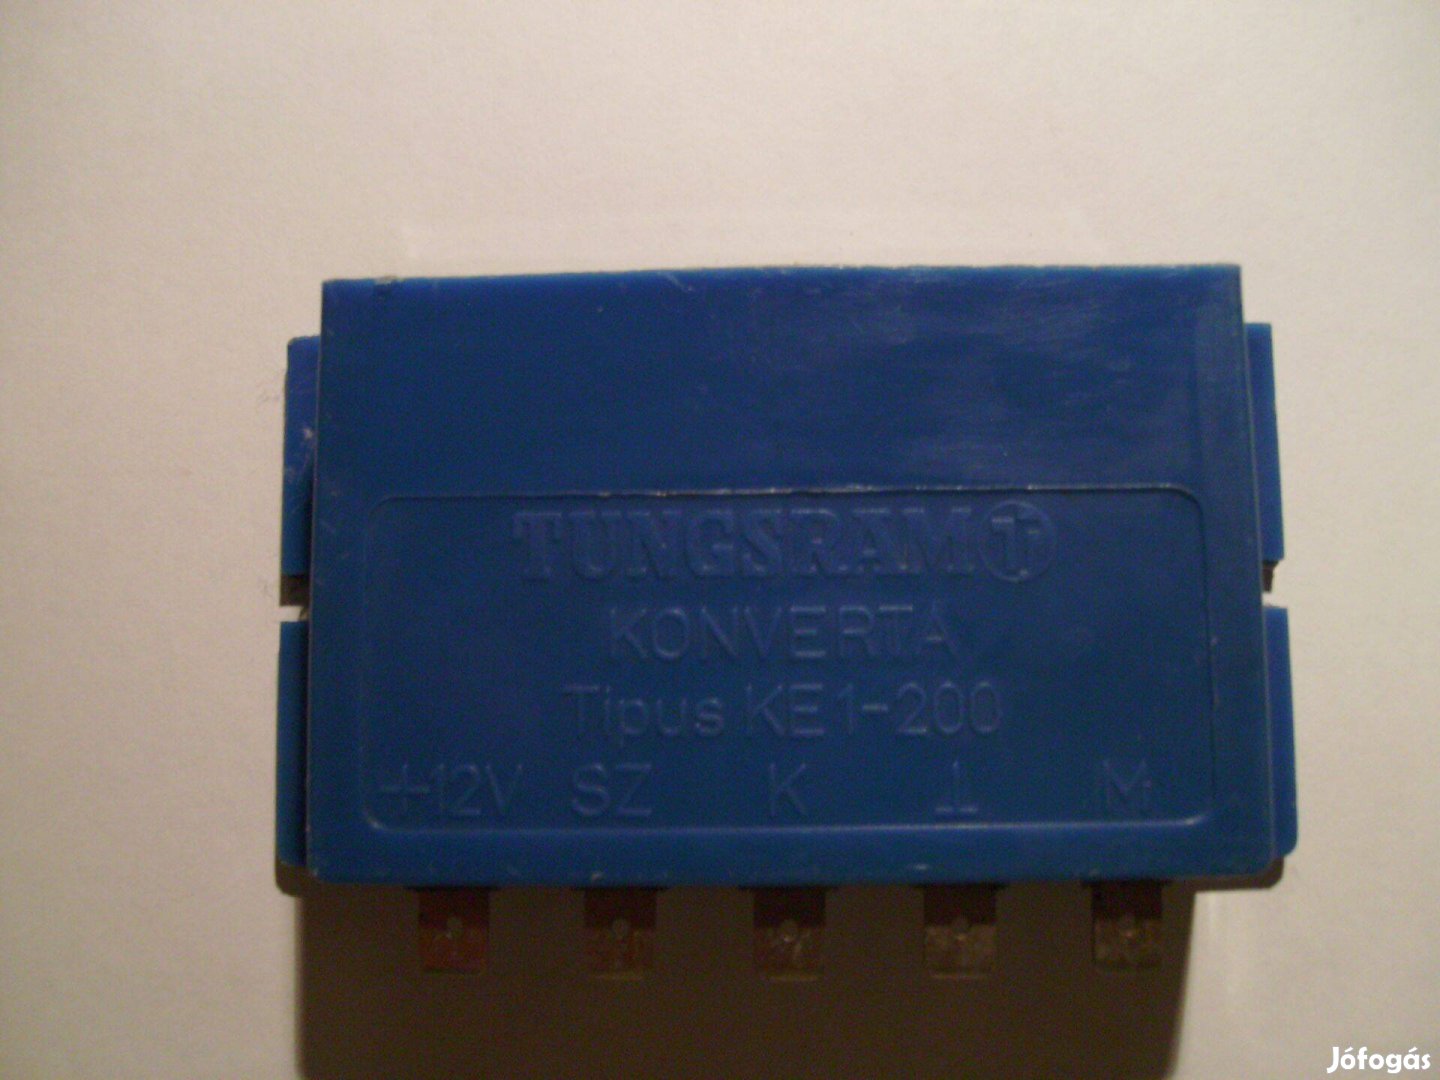 TUNGSRAM
KONVERTA
Tipus KE1-200
+12V SZ K ⊥ M
Jófogás